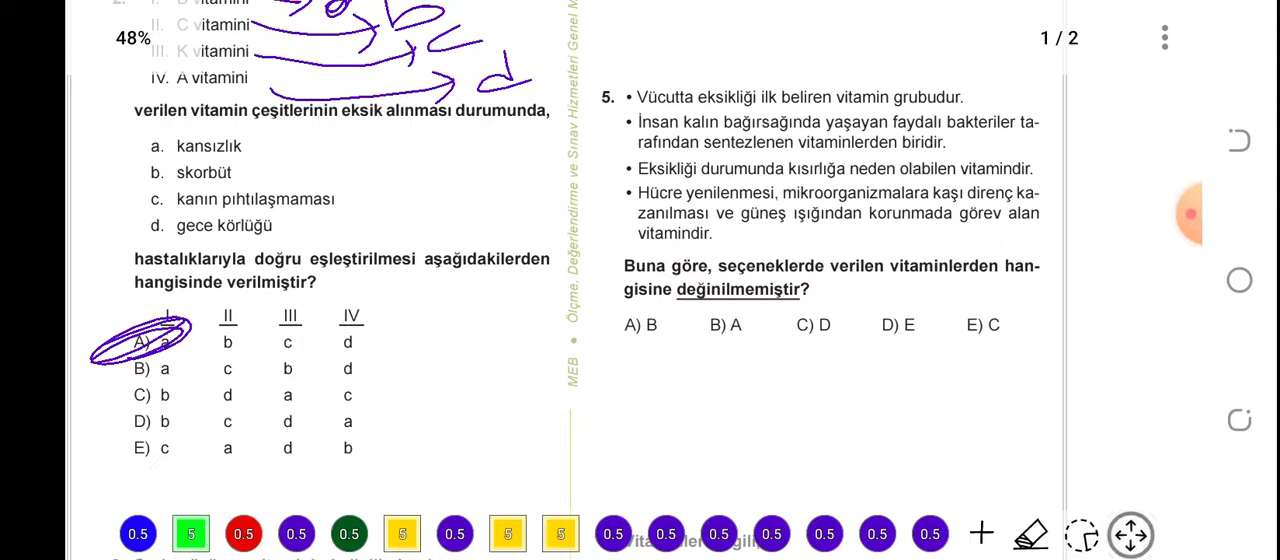 2. I. B vitamini
II. C vitamini
III. K vitamini
IV. A vitamini
a
b
c
d
verilen vitamin çeşitlerinin eksik alınması durumunda,
a. kansızlık
b. skorbüt
c. kanın pıhtılaşmaması
d. gece körlüğü
hastalıklarıyla doğru eşleştirilmesi aşağıdakilerden
hangisinde verilmiştir?
I II III IV
A) a b c d
B) a c b d
C) b d a c
D) b c d a
E) c a d b
48%
1 / 2
MEB • Ölçme, Değerlendirme ve Sınav Hizmetleri Genel M
5. • Vücutta eksikliği ilk beliren vitamin grubudur.
• İnsan kalın bağırsağında yaşayan faydalı bakteriler ta-
rafından sentezlenen vitaminlerden biridir.
• Eksikliği durumunda kısırlığa neden olabilen vitamindir.
• Hücre yenilenmesi, mikroorganizmalara kaşı direnç ka-
zanılması ve güneş ışığından korunmada görev alan
vitamindir.
Buna göre, seçeneklerde verilen vitaminlerden han-
gisine değinilmemiştir?
A) B B) A C) D D) E E) C
0.5 5 0.5 0.5 0.5 5 0.5 5 5 0.5 0.5 0.5 0.5 0.5 0.5 0.5